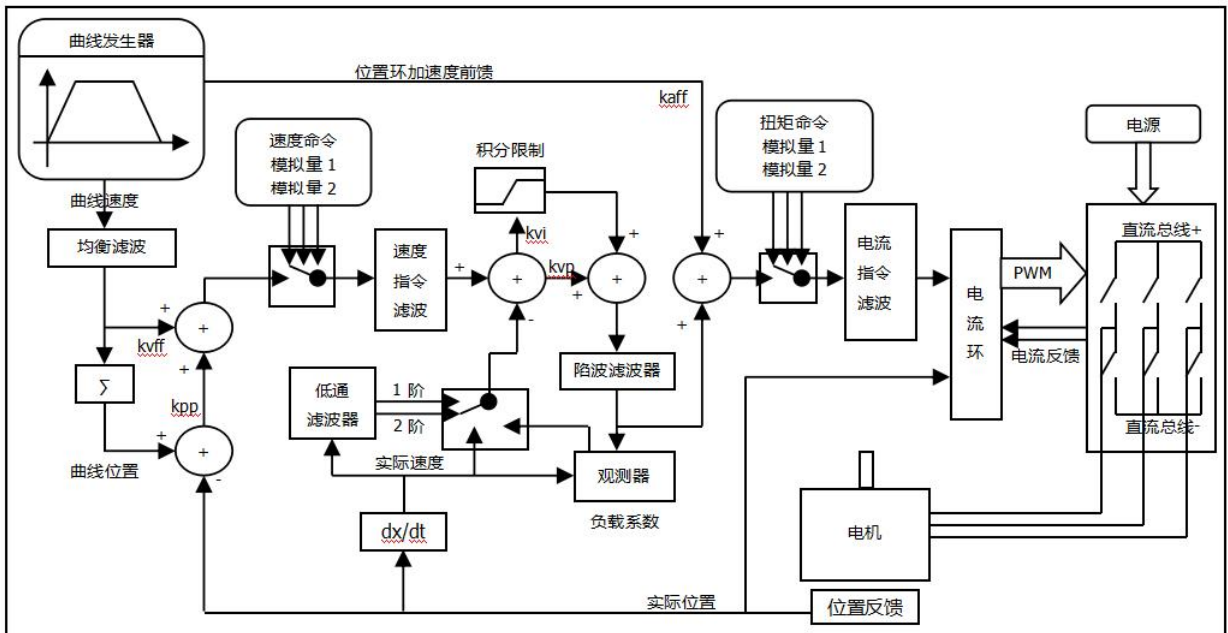 曲线发生器
位置环加速度前馈
kaff
速度命令
模拟量 1
模拟量 2
扭矩命令
模拟量 1
模拟量 2
电源
积分限制
曲线速度
均衡滤波
速度
指令
滤波
+
+
kvi
kvp
+
+
+
+
+
电流
指令
滤波
电
流
环
PWM
直流总线+
电流反馈
直流总线-
+
kvff
+
+
-
∑
kpp
+
+
-
曲线位置
低通
滤波器
1 阶
2 阶
陷波滤波器
实际速度
观测器
负载系数
dx/dt
电机
实际位置
位置反馈